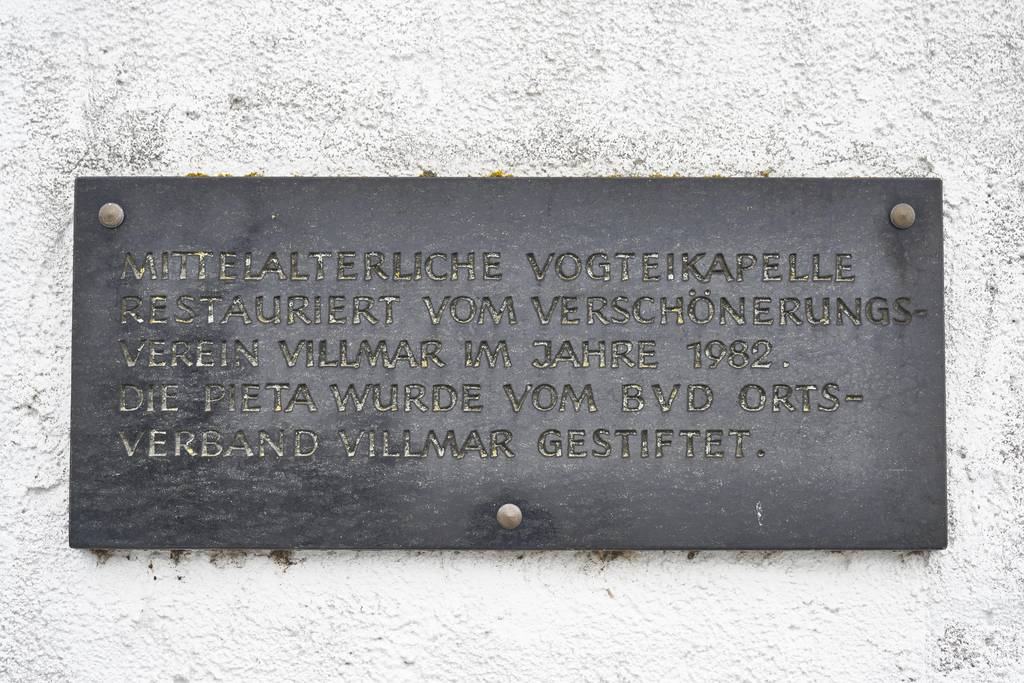 MITTELALTERLICHE VOGTEIKAPELLE
RESTAURIERT VOM VERSCHÖNERUNGS-
VEREIN VILLMAR IM JAHRE 1982.
DIE PIETA WURDE VOM BVD ORTS-
VERBAND VILLMAR GESTIFTET.